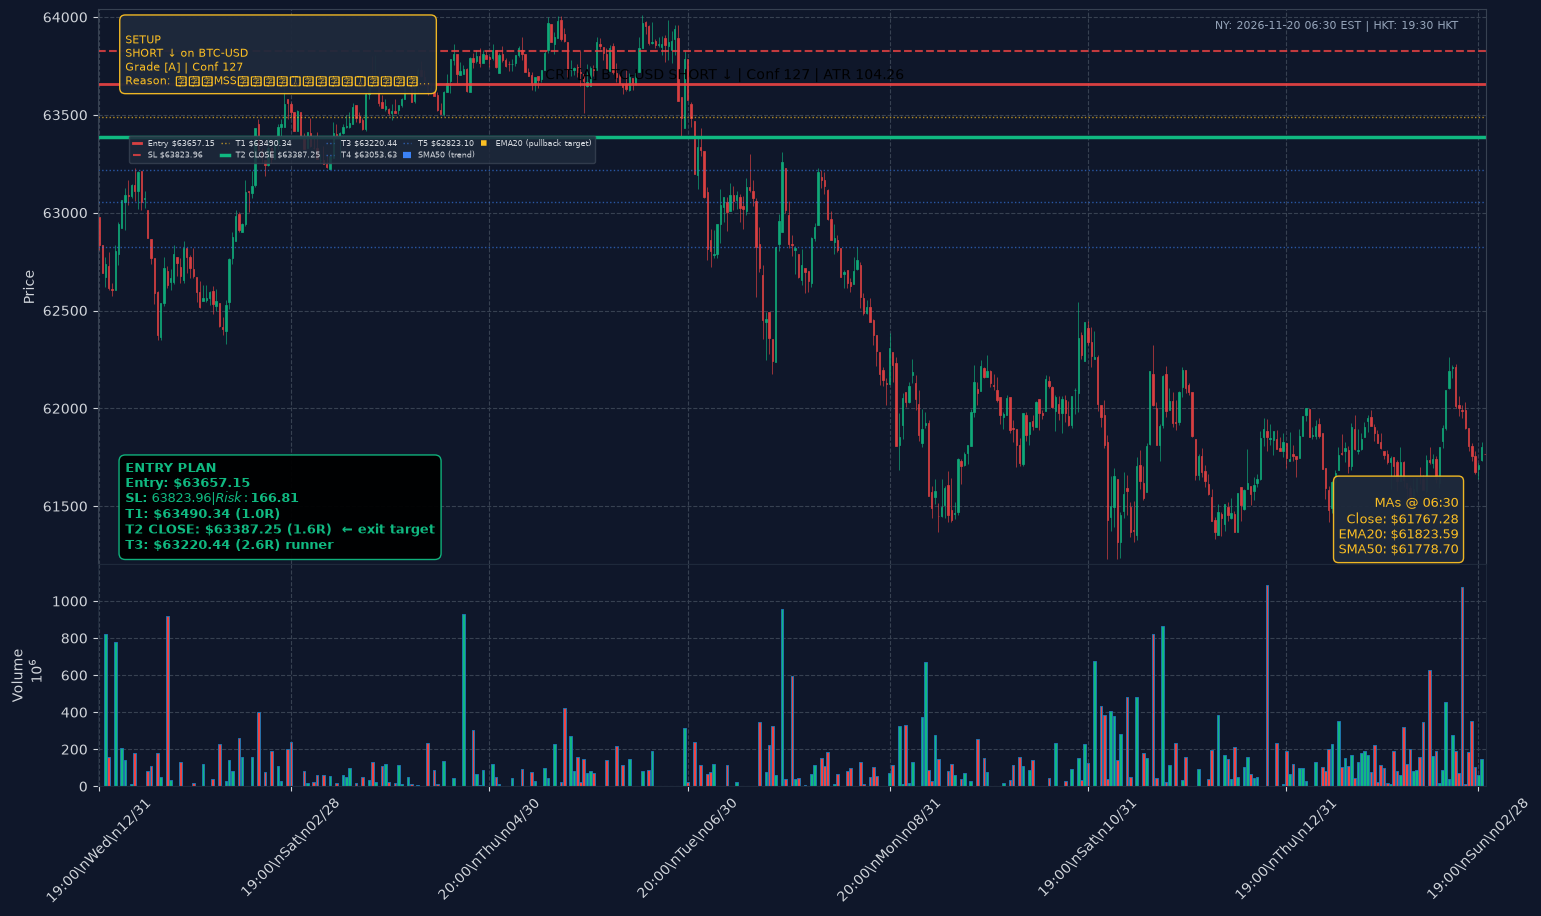 NY: 2026-11-20 06:30 EST | HKT: 19:30 HKT
SETUP
SHORT ↓ on BTC-USD
Grade [A] | Conf 127
Reason: MSS T T ...
BTC-USD SHORT ↓ | Conf 127 | ATR 104.26
Entry $63657.15
SL $63823.96
T1 $63490.34
T2 CLOSE $63387.25
T3 $63220.44
T4 $63053.63
T5 $62823.10
SMA50 (trend)
EMA20 (pullback target)
Price
64000
63500
63000
62500
62000
61500
ENTRY PLAN
Entry: $63657.15
SL: 63823.96|Risk:166.81
T1: $63490.34 (1.0R)
T2 CLOSE: $63387.25 (1.6R) ← exit target
T3: $63220.44 (2.6R) runner
MAs @ 06:30
Close: $61767.28
EMA20: $61823.59
SMA50: $61778.70
Volume
10⁶
1000
800
600
400
200
0
19:00\nWed\n12/31
19:00\nSat\n02/28
20:00\nThu\n04/30
20:00\nTue\n06/30
20:00\nMon\n08/31
19:00\nSat\n10/31
19:00\nThu\n12/31
19:00\nSun\n02/28